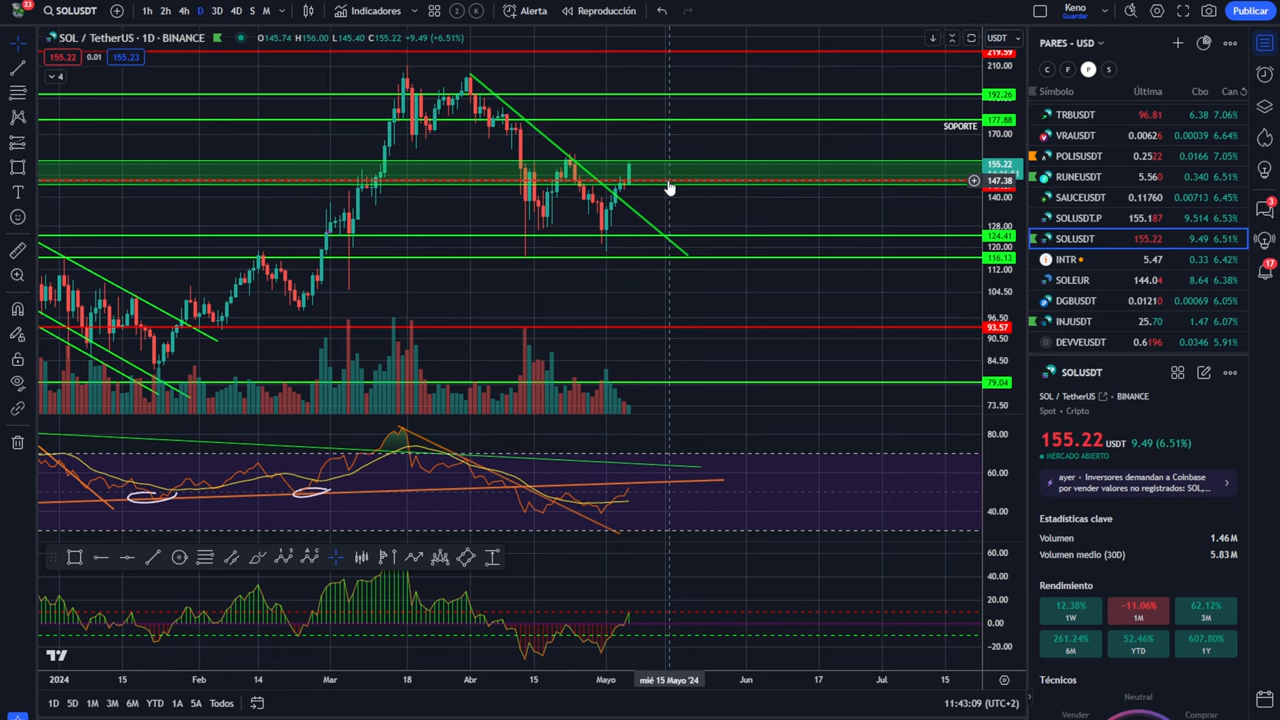 23
SOLUSDT
1h 2h 4h D 3D 4D S M
Indicadores
2
K
Alerta
Reproducción
Keno
Guardar
Publicar
SOL / TetherUS · 1D · BINANCE
O145.74 H156.00 L145.40 C155.22 +9.49 (+6.51%)
155.22
0.01
155.23
4
USDT
219.59
210.00
192.26
177.88
SOPORTE
170.00
155.22
147.38
140.00
128.00
124.41
116.13
112.00
104.50
96.50
93.57
90.50
84.50
79.04
73.50
80.00
60.00
40.00
60.00
40.00
20.00
0.00
−20.00
2024
15
Feb
14
Mar
18
Abr
15
Mayo
mié 15 Mayo '24
Jun
17
Jul
15
1D 5D 1M 3M 6M YTD 1A 5A Todos
11:43:09 (UTC+2)
PARES - USD
C
F
P
S
Símbolo Última Cbo Can
TRBUSDT 96.81 6.38 7.06%
VRAUSDT 0.00626 0.00039 6.64%
POLISUSDT 0.2522 0.0166 7.05%
RUNEUSDT 5.560 0.340 6.51%
SAUCEUSDT 0.11760 0.00713 6.45%
SOLUSDT.P 155.187 9.514 6.53%
SOLUSDT 155.22 9.49 6.51%
INTR 5.47 0.33 6.42%
SOLEUR 144.04 8.64 6.38%
DGBUSDT 0.01210 0.00069 6.05%
INJUSDT 25.70 1.47 6.07%
DEVVEUSDT 0.6196 0.0346 5.91%
SOLUSDT
SOL / TetherUS · BINANCE
Spot • Cripto
155.22 USDT 9.49 (6.51%)
MERCADO ABIERTO
ayer - Inversores demandan a Coinbase
por vender valores no registrados: SOL,...
Estadísticas clave
Volumen 1.46 M
Volumen medio (30D) 5.83 M
Rendimiento
12.38%
1W
-11.06%
1M
62.12%
3M
261.24%
6M
52.46%
YTD
607.80%
1Y
Técnicos
Neutral
Vender
Comprar
3
17